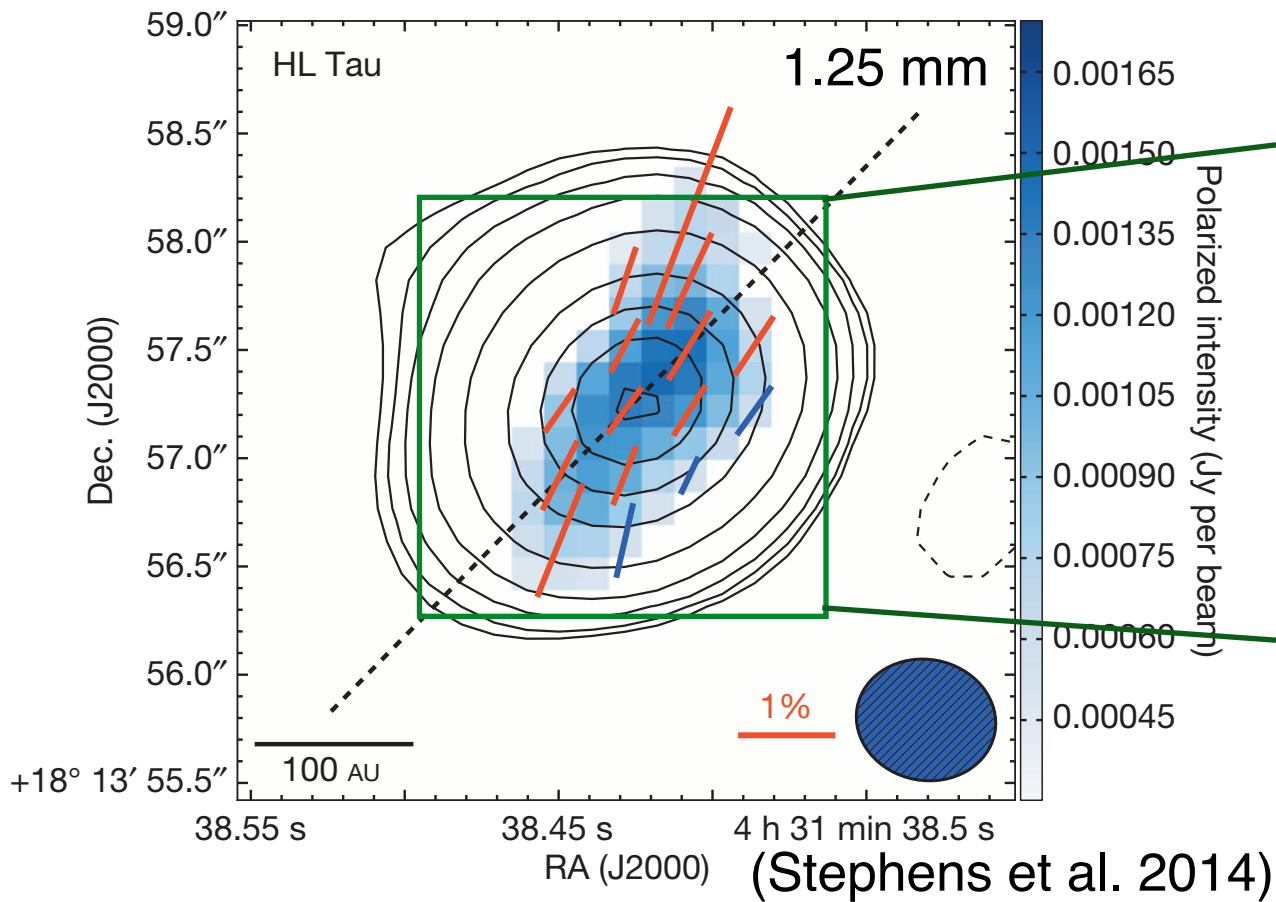 59.0″
HL Tau
1.25 mm
58.5″
58.0″
57.5″
57.0″
56.5″
56.0″
+18° 13′ 55.5″
Dec. (J2000)
100 AU
1%
38.55 s
38.45 s
4 h 31 min 38.5 s
RA (J2000)
0.00165
0.00150
0.00135
0.00120
0.00105
0.00090
0.00075
0.00060
0.00045
Polarized intensity (Jy per beam)
(Stephens et al. 2014)